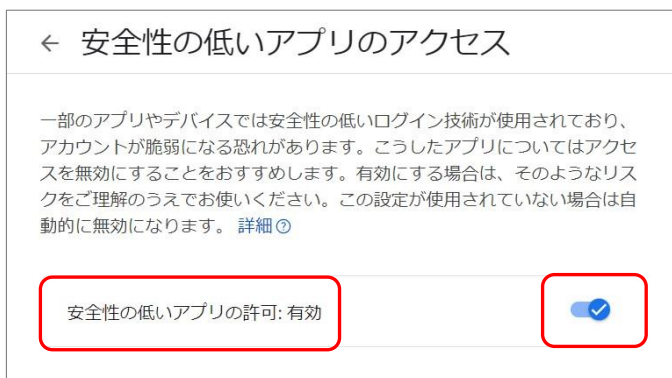 ← 安全性の低いアプリのアクセス
一部のアプリやデバイスでは安全性の低いログイン技術が使用されており、
アカウントが脆弱になる恐れがあります。こうしたアプリについてはアクセ
スを無効にすることをおすすめします。有効にする場合は、そのようなリス
クをご理解のうえでお使いください。この設定が使用されていない場合は自
動的に無効になります。 詳細?
安全性の低いアプリの許可: 有効